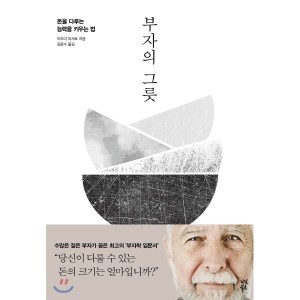 돈을 다루는
능력을 키우는 법
이즈미 마사토 지음
김윤수 옮김
부자의 그릇
수많은 젊은 부자가 꼽은 최고의 '부자학 입문서'
“당신이 다룰 수 있는
돈의 크기는 얼마입니까?”